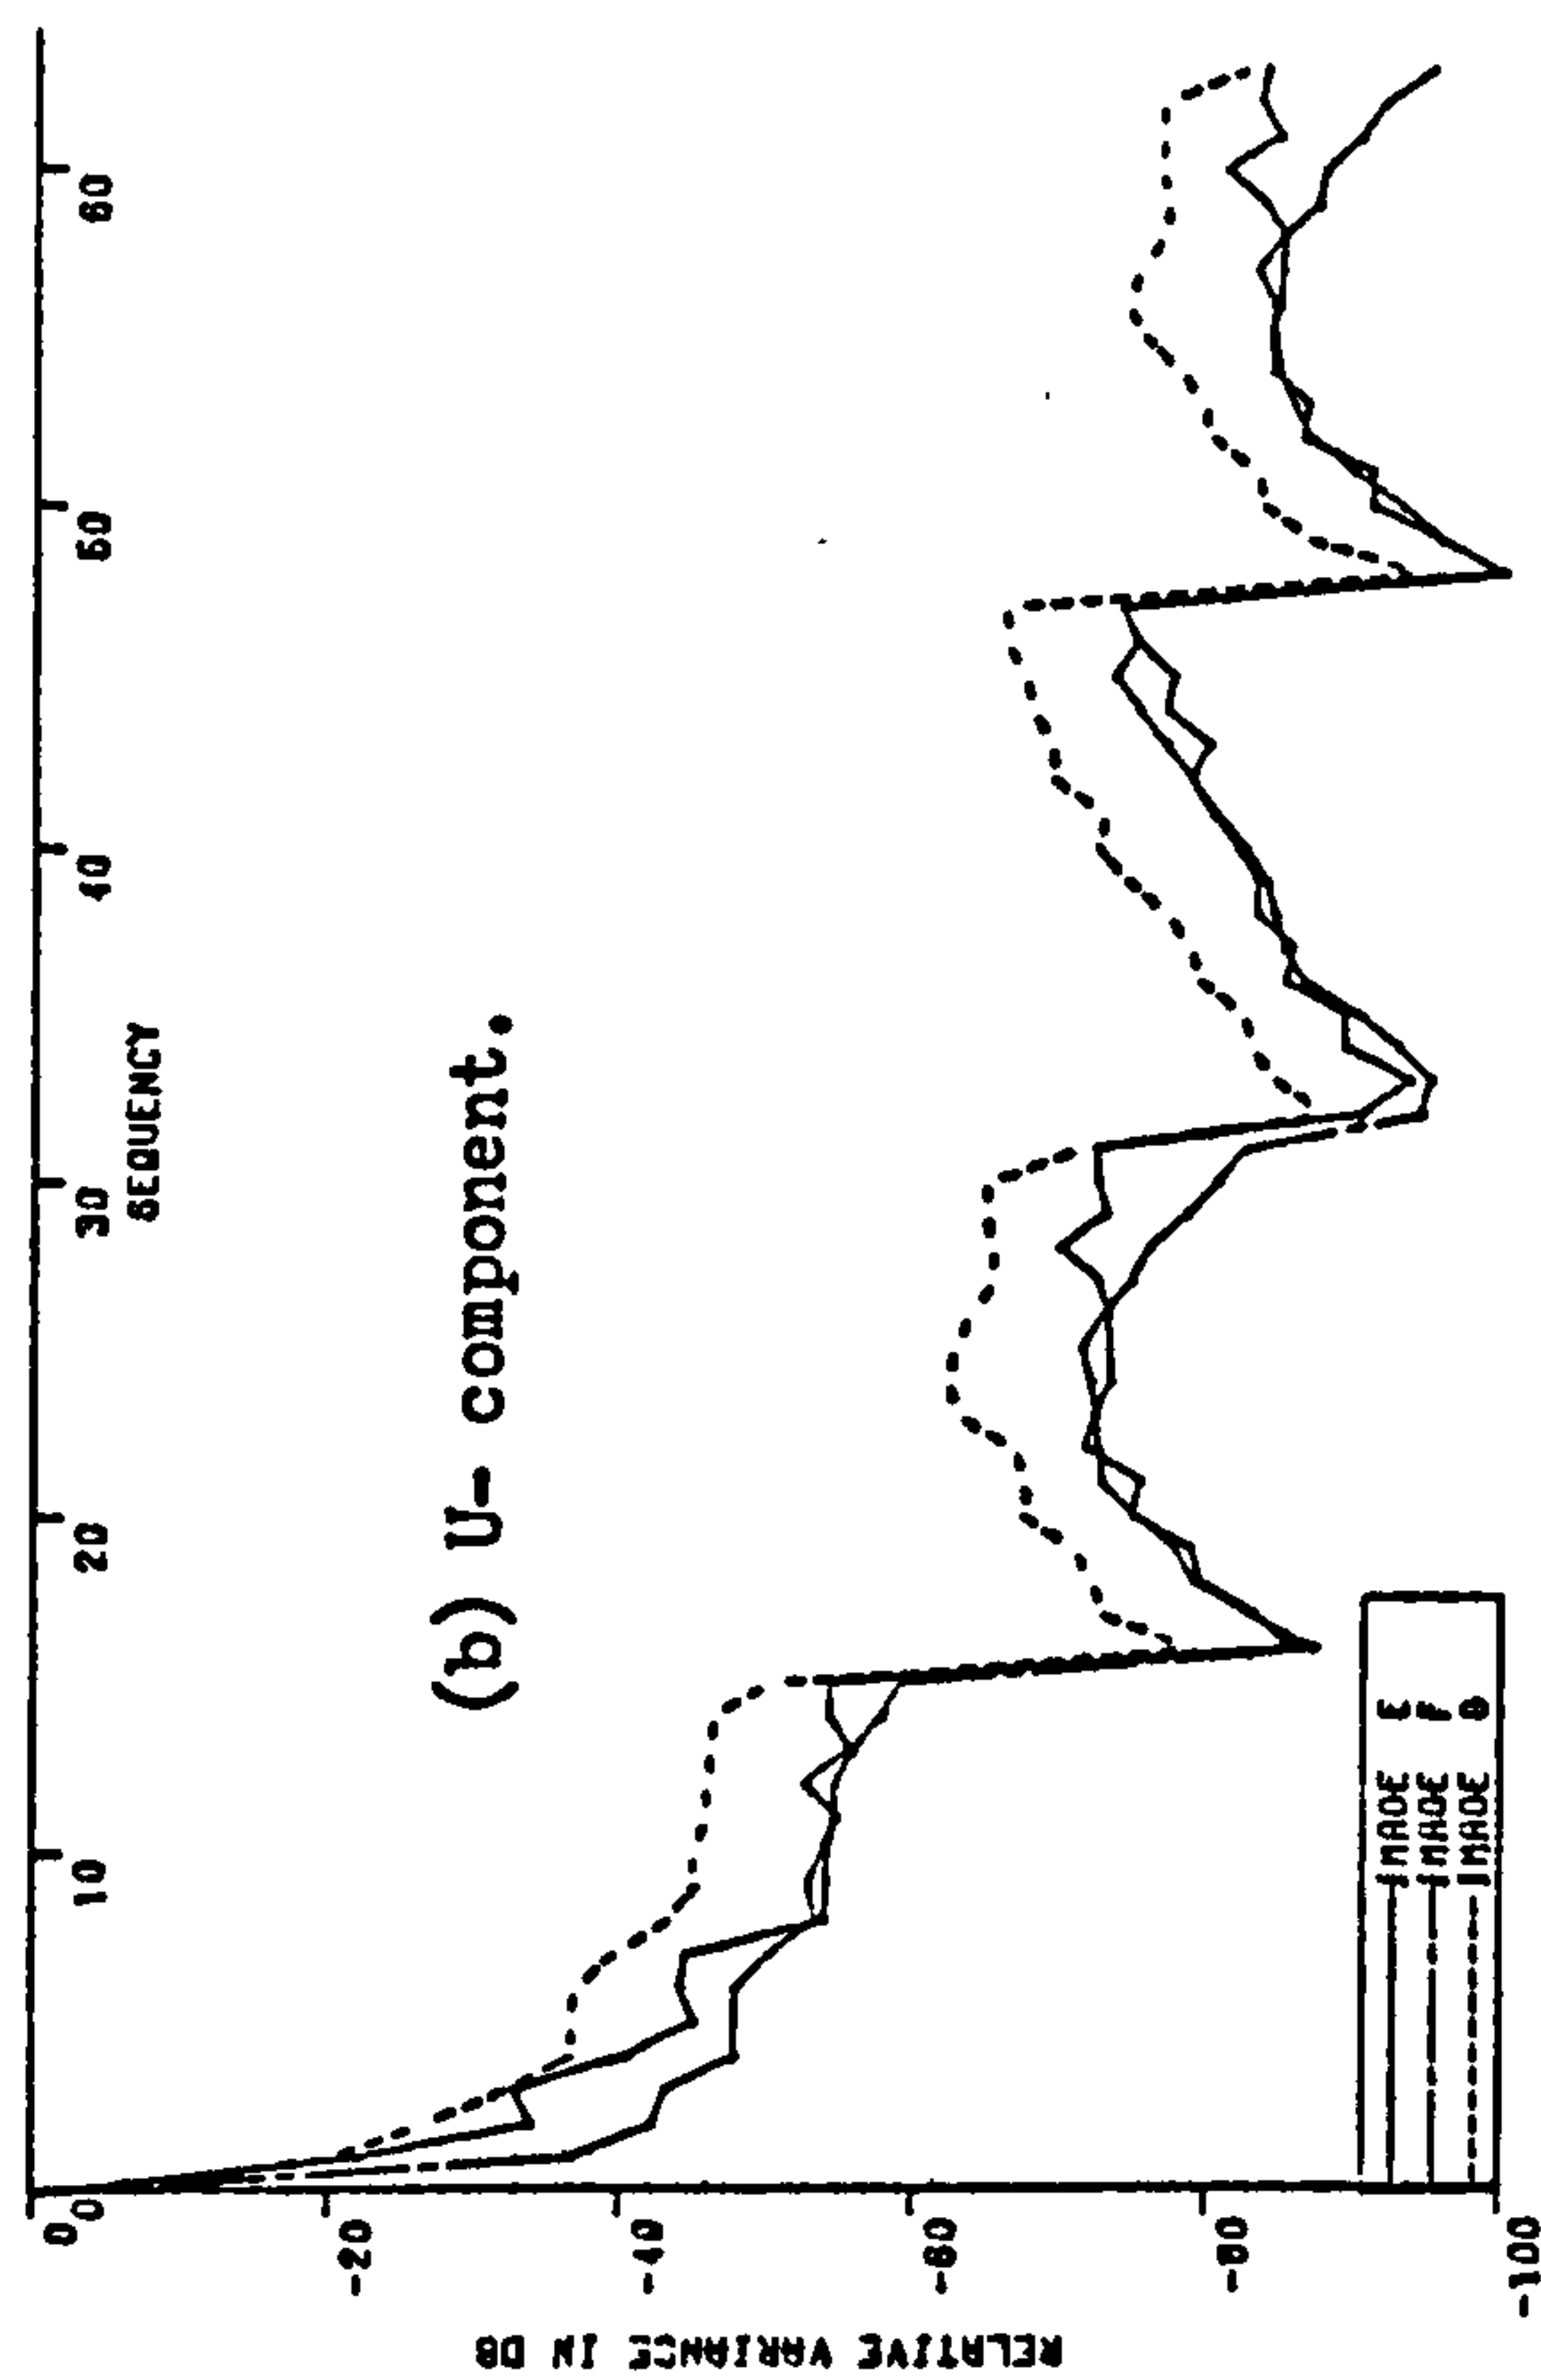 0 10 20 30 40 50 60
SEQUENCY
0
-20
-40
-60
-80
-100
RELATIVE VARIANCE IN DB
(b) U- component.
IMAGE E
IMAGE F
IMAGE G